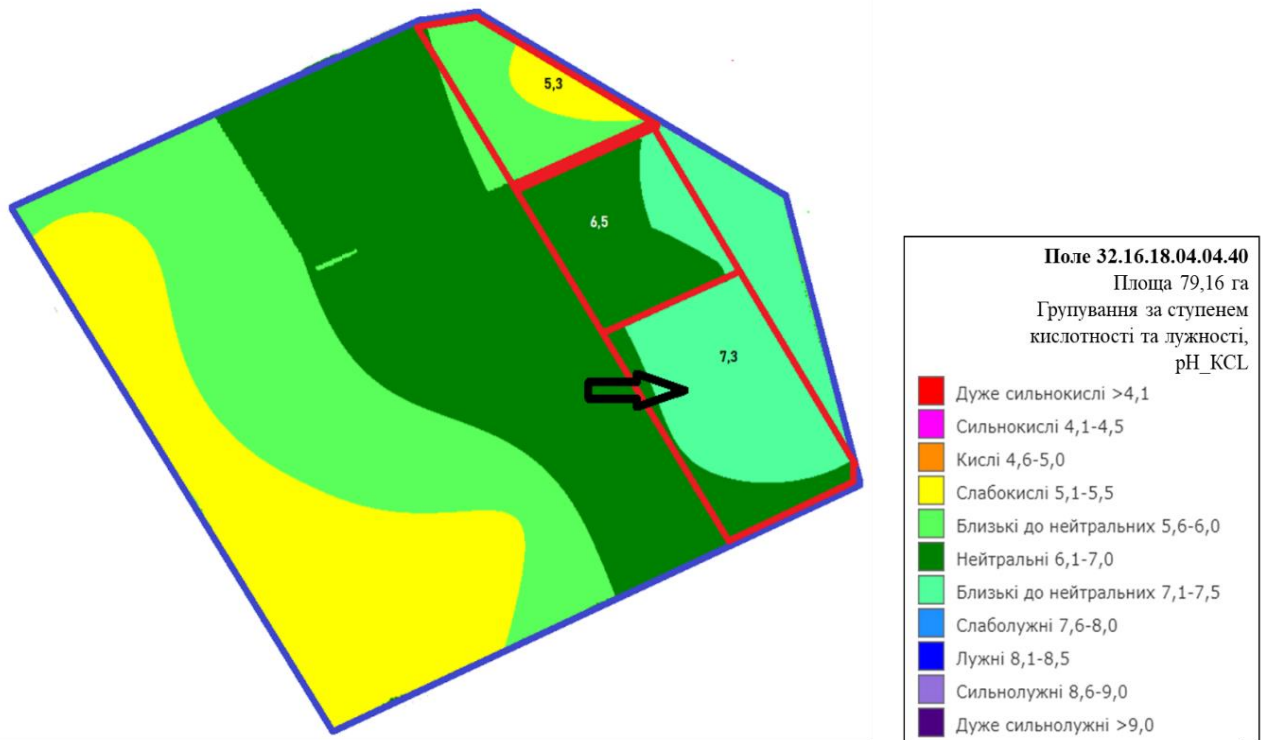 5,3
6,5
7,3
Поле 32.16.18.04.04.40
Площа 79,16 га
Групування за ступенем
кислотності та лужності,
pH_KCL
Дуже сильнокислі >4,1
Сильнокислі 4,1-4,5
Кислі 4,6-5,0
Слабокислі 5,1-5,5
Близькі до нейтральних 5,6-6,0
Нейтральні 6,1-7,0
Близькі до нейтральних 7,1-7,5
Слаболужні 7,6-8,0
Лужні 8,1-8,5
Сильнолужні 8,6-9,0
Дуже сильнолужні >9,0